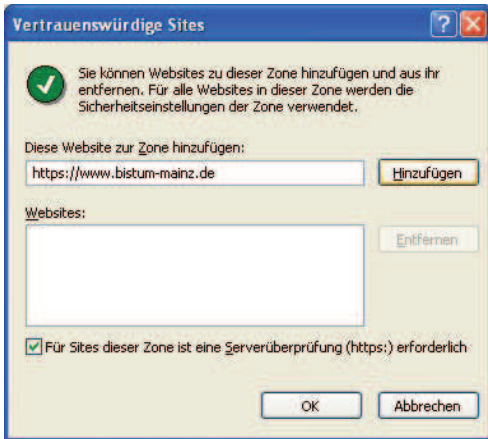 Vertrauenswürdige Sites
Sie können Websites zu dieser Zone hinzufügen und aus ihr
entfernen. Für alle Websites in dieser Zone werden die
Sicherheitseinstellungen der Zone verwendet.
Diese Website zur Zone hinzufügen:
https://www.bistum-mainz.de
Hinzufügen
Websites:
Entfernen
Für Sites dieser Zone ist eine Serverüberprüfung (https:) erforderlich
OK
Abbrechen